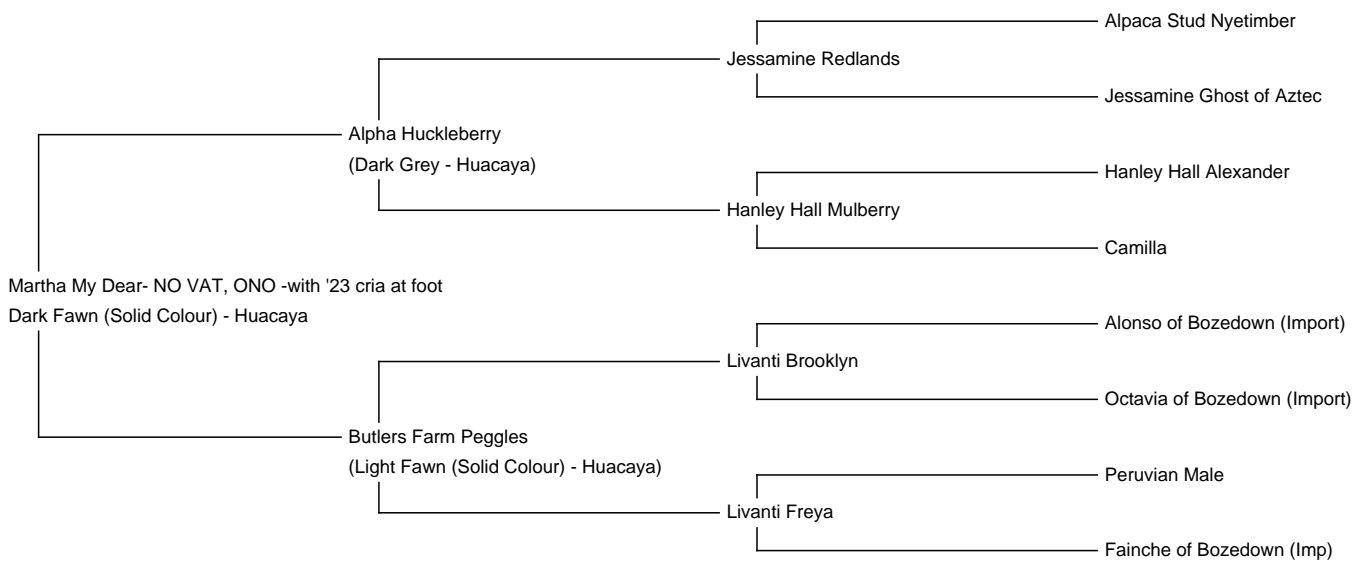 Alpaca Stud Nyetimber
Jessamine Redlands
Jessamine Ghost of Aztec
Alpha Huckleberry
(Dark Grey - Huacaya)
Hanley Hall Alexander
Hanley Hall Mulberry
Camilla
Martha My Dear- NO VAT, ONO -with '23 cria at foot
Dark Fawn (Solid Colour) - Huacaya
Alonso of Bozedown (Import)
Livanti Brooklyn
Octavia of Bozedown (Import)
Butlers Farm Peggles
(Light Fawn (Solid Colour) - Huacaya)
Peruvian Male
Livanti Freya
Fainche of Bozedown (Imp)